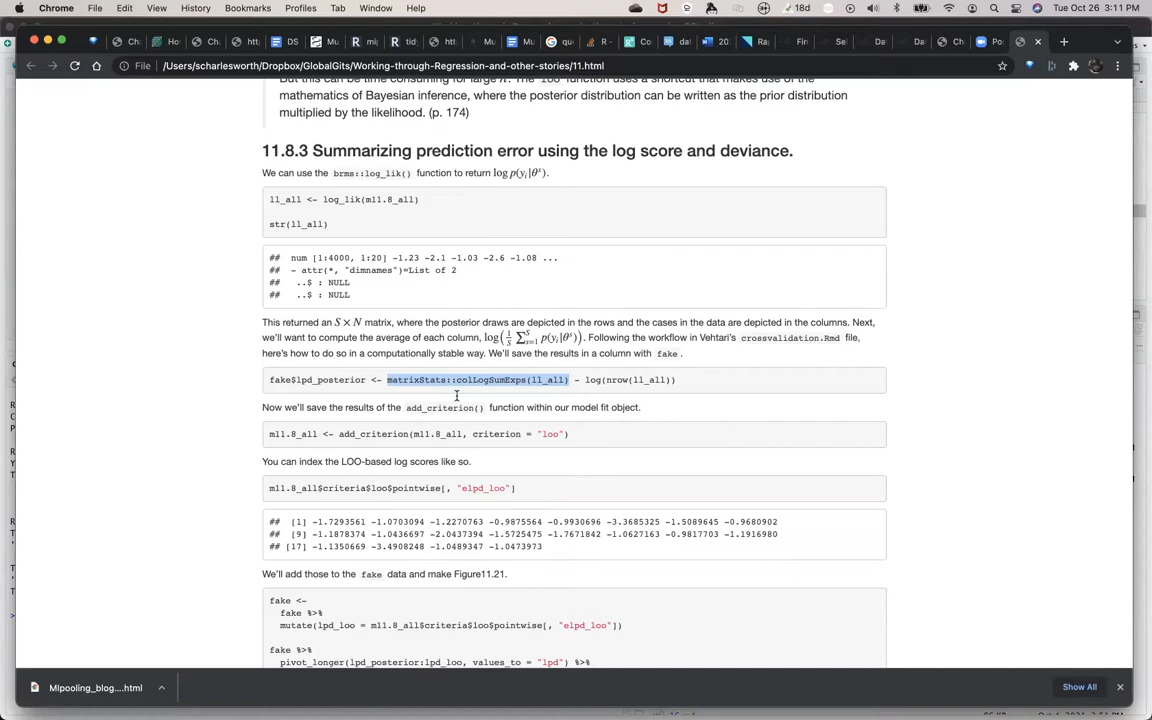 Chrome File Edit View History Bookmarks Profiles Tab Window Help 18d Tue Oct 26 3:11 PM
File /Users/scharlesworth/Dropbox/GlobalGits/Working-through-Regression-and-other-stories/11.html
mathematics of Bayesian inference, where the posterior distribution can be written as the prior distribution
multiplied by the likelihood. (p. 174)
11.8.3 Summarizing prediction error using the log score and deviance.
We can use the brms::log_lik() function to return log p(yᵢ|θˢ).
ll_all <- log_lik(m11.8_all)
str(ll_all)
## num [1:4000, 1:20] -1.23 -2.1 -1.03 -2.6 -1.08 ...
## - attr(*, "dimnames")=List of 2
## ..$ : NULL
## ..$ : NULL
This returned an S × N matrix, where the posterior draws are depicted in the rows and the cases in the data are depicted in the columns. Next,
we'll want to compute the average of each column, log(1/S ∑ₛ₌₁ˢ p(yᵢ|θˢ)). Following the workflow in Vehtari's crossvalidation.Rmd file,
here's how to do so in a computationally stable way. We'll save the results in a column with fake.
fake$lpd_posterior <- matrixStats::colLogSumExps(ll_all) - log(nrow(ll_all))
Now we'll save the results of the add_criterion() function within our model fit object.
m11.8_all <- add_criterion(m11.8_all, criterion = "loo")
You can index the LOO-based log scores like so.
m11.8_all$criteria$loo$pointwise[, "elpd_loo"]
## [1] -1.7293561 -1.0703094 -1.2270763 -0.9875564 -0.9930696 -3.3685325 -1.5089645 -0.9680902
## [9] -1.1878374 -1.0436697 -2.0437394 -1.5725475 -1.7671842 -1.0627163 -0.9817703 -1.1916980
## [17] -1.1350669 -3.4908248 -1.0489347 -1.0473973
We'll add those to the fake data and make Figure11.21.
fake <-
fake %>%
mutate(lpd_loo = m11.8_all$criteria$loo$pointwise[, "elpd_loo"])
fake %>%
pivot_longer(lpd_posterior:lpd_loo, values_to = "lpd") %>%
MIpooling_blog....html
Show All